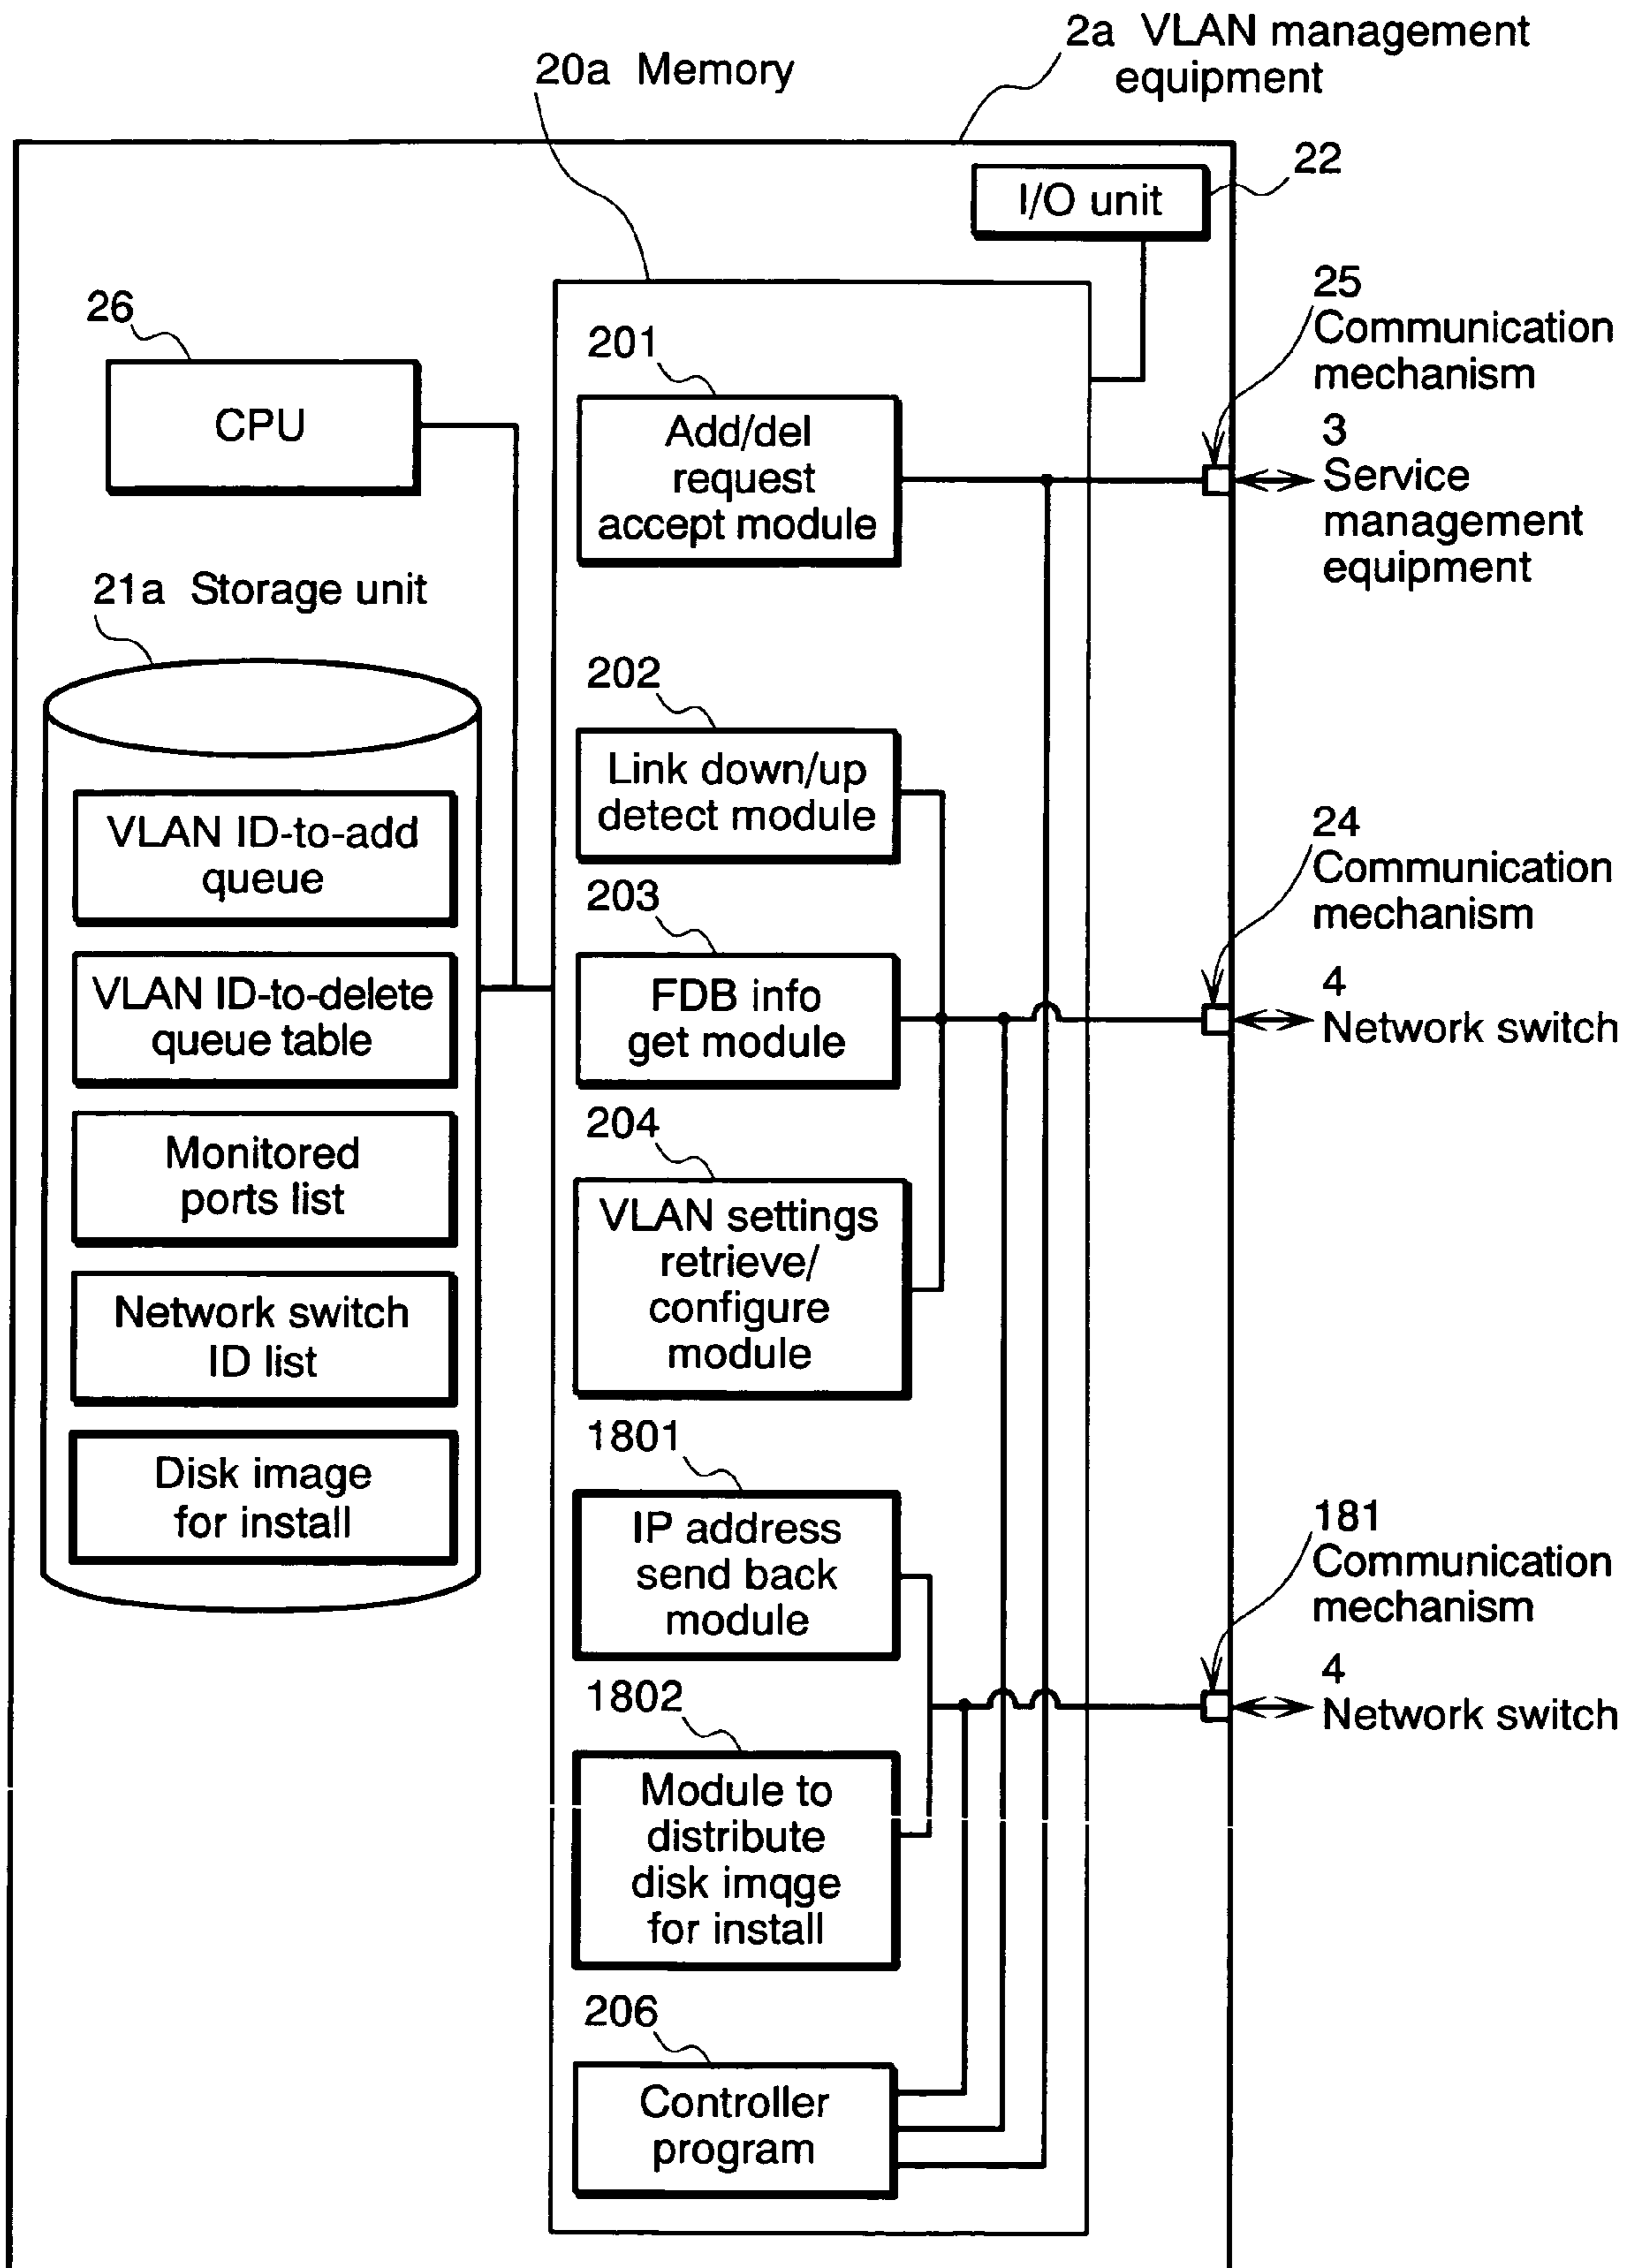 2a VLAN management
equipment
20a Memory
22
I/O unit
25
Communication
mechanism
26
CPU
201
Add/del
request
accept module
3
Service
management
equipment
21a Storage unit
VLAN ID-to-add
queue
VLAN ID-to-delete
queue table
Monitored
ports list
Network switch
ID list
Disk image
for install
202
Link down/up
detect module
24
Communication
mechanism
203
FDB info
get module
4
Network switch
204
VLAN settings
retrieve/
configure
module
1801
IP address
send back
module
181
Communication
mechanism
4
Network switch
1802
Module to
distribute
disk imqge
for install
206
Controller
program